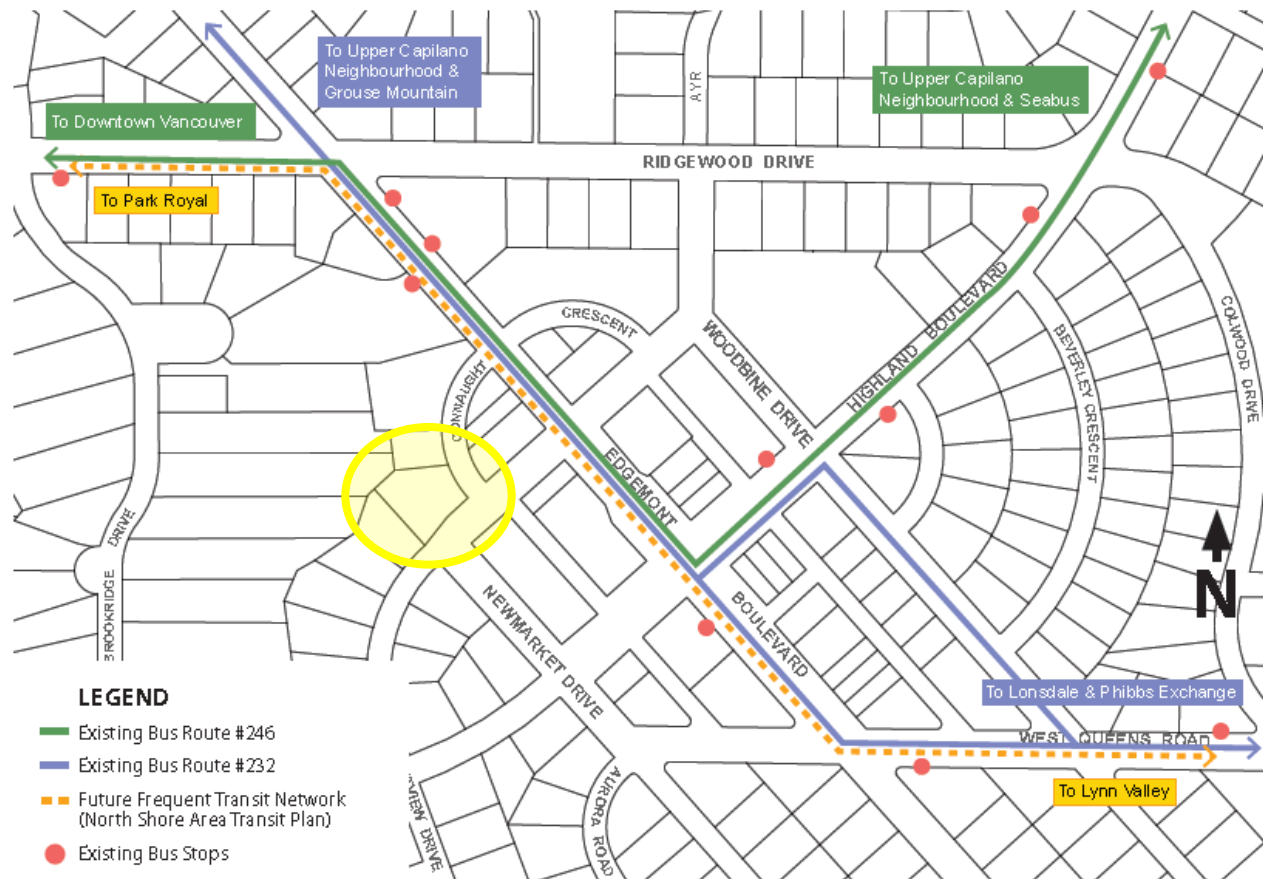 To Upper Capilano
Neighbourhood &
Grouse Mountain
To Upper Capilano
Neighbourhood & Seabus
AYR
To Downtown Vancouver
RIDGEWOOD DRIVE
To Park Royal
CRESCENT
CONNAUGHT
WOODBINE DRIVE
HIGHLAND BOULEVARD
BEVERLEY CRESCENT
COLWOOD DRIVE
EDGEMONT
BOULEVARD
BROOKRIDGE DRIVE
NEWMARKET DRIVE
N
To Lonsdale & Phibbs Exchange
WEST QUEENS ROAD
To Lynn Valley
AURORA ROAD
VIEW DRIVE
LEGEND
Existing Bus Route #246
Existing Bus Route #232
Future Frequent Transit Network
(North Shore Area Transit Plan)
Existing Bus Stops